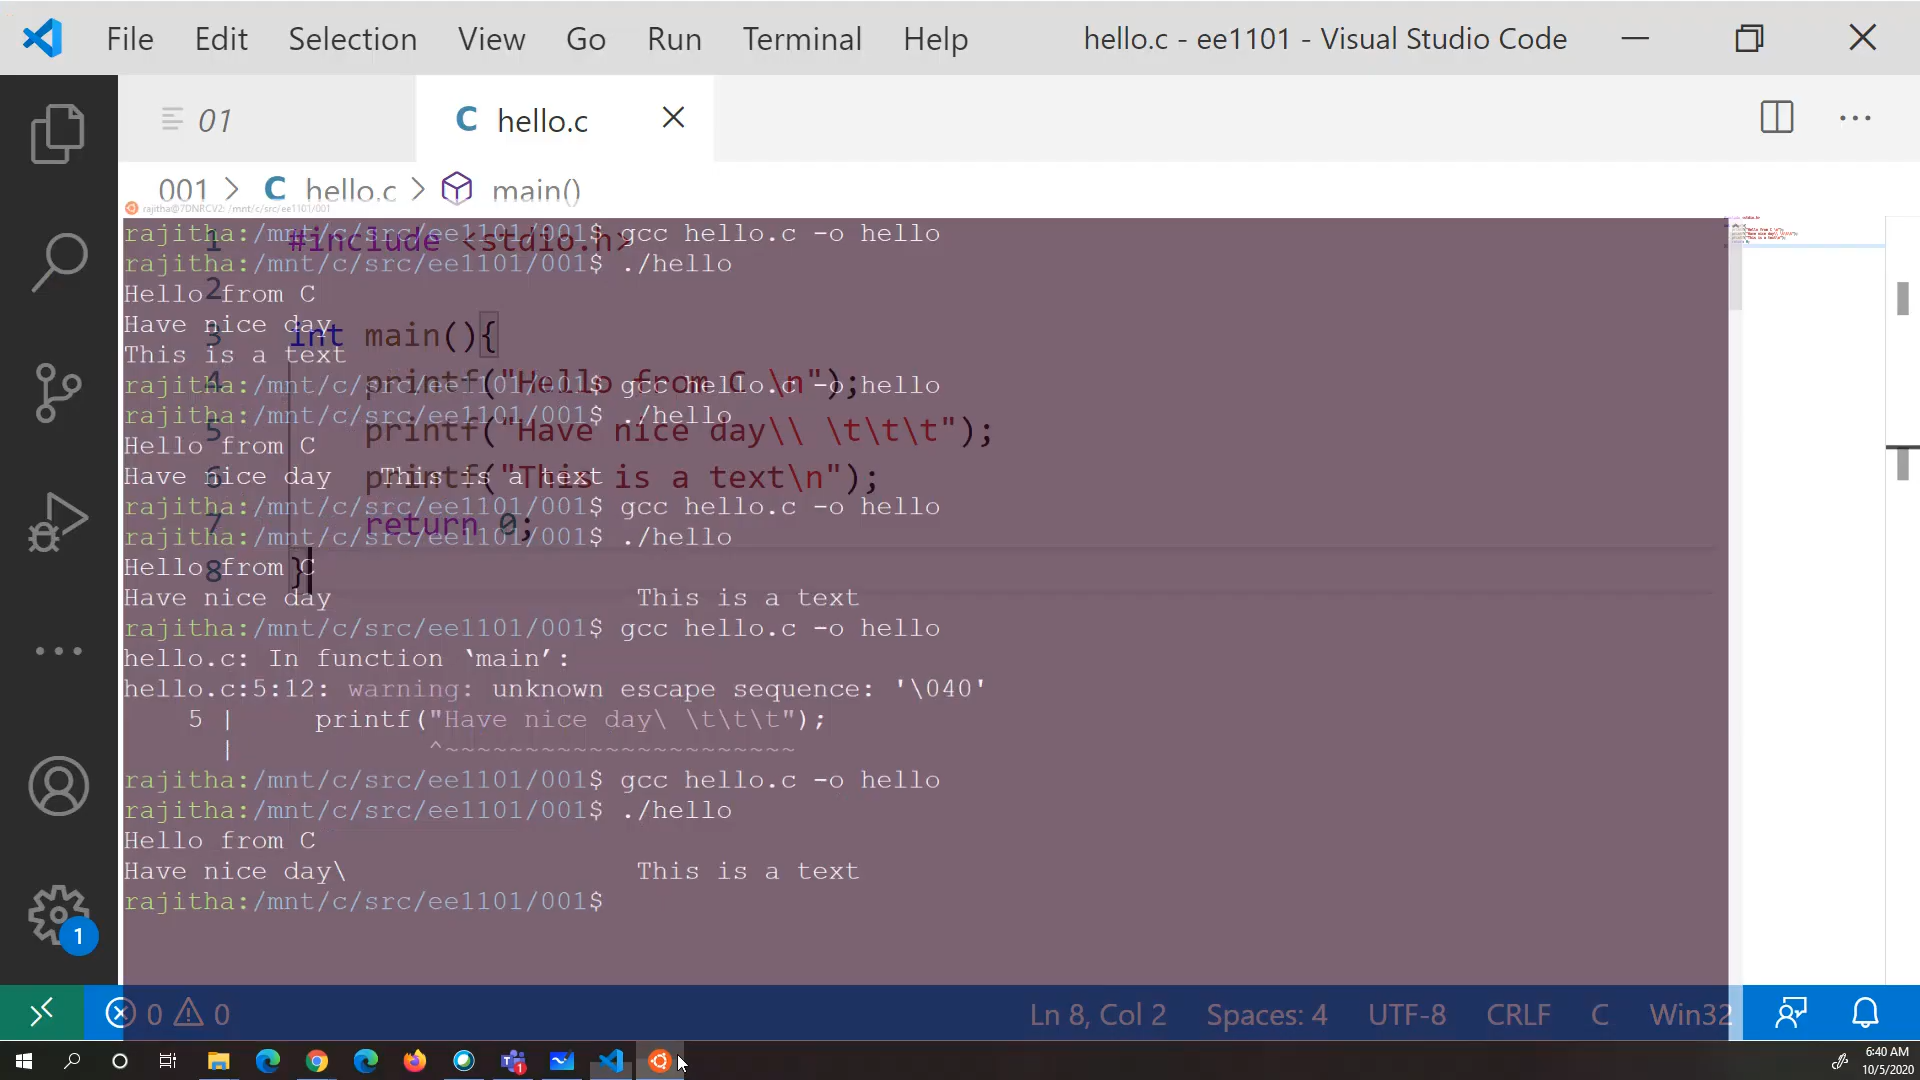 File Edit Selection View Go Run Terminal Help hello.c - ee1101 - Visual Studio Code
01 C hello.c
001 > C hello.c > main()
rajitha@7DNRCV2: /mnt/c/src/ee1101/001
rajitha:/mnt/c/src/ee1101/001$ gcc hello.c -o hello
rajitha:/mnt/c/src/ee1101/001$ ./hello
Hello from C
Have nice day
This is a text
rajitha:/mnt/c/src/ee1101/001$ gcc hello.c -o hello
rajitha:/mnt/c/src/ee1101/001$ ./hello
Hello from C
Have nice day   This is a text
rajitha:/mnt/c/src/ee1101/001$ gcc hello.c -o hello
rajitha:/mnt/c/src/ee1101/001$ ./hello
Hello from C
Have nice day                   This is a text
rajitha:/mnt/c/src/ee1101/001$ gcc hello.c -o hello
hello.c: In function ‘main’:
hello.c:5:12: warning: unknown escape sequence: '\040'
    5 |     printf("Have nice day\ \t\t\t");
      |            ^~~~~~~~~~~~~~~~~~~~~~~
rajitha:/mnt/c/src/ee1101/001$ gcc hello.c -o hello
rajitha:/mnt/c/src/ee1101/001$ ./hello
Hello from C
Have nice day\                  This is a text
rajitha:/mnt/c/src/ee1101/001$
1 #include <stdio.h>
2
3 int main(){
4     printf("Hello from C \n");
5     printf("Have nice day\\ \t\t\t");
6     printf("This is a text\n");
7     return 0;
8 }
1
0 0 Ln 8, Col 2 Spaces: 4 UTF-8 CRLF C Win32
1
6:40 AM
10/5/2020